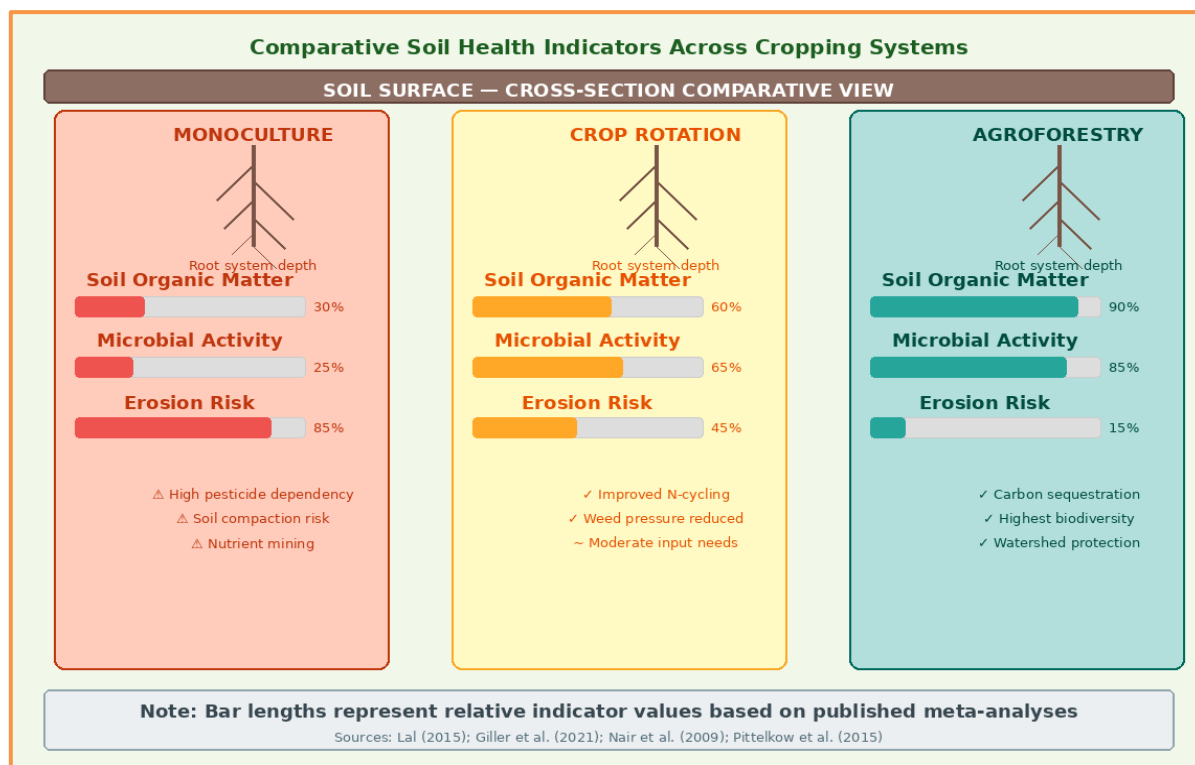 Comparative Soil Health Indicators Across Cropping Systems
SOIL SURFACE — CROSS-SECTION COMPARATIVE VIEW
MONOCULTURE
Root system depth
Soil Organic Matter
30%
Microbial Activity
25%
Erosion Risk
85%
⚠ High pesticide dependency
⚠ Soil compaction risk
⚠ Nutrient mining
CROP ROTATION
Root system depth
Soil Organic Matter
60%
Microbial Activity
65%
Erosion Risk
45%
✓ Improved N-cycling
✓ Weed pressure reduced
~ Moderate input needs
AGROFORESTRY
Root system depth
Soil Organic Matter
90%
Microbial Activity
85%
Erosion Risk
15%
✓ Carbon sequestration
✓ Highest biodiversity
✓ Watershed protection
Note: Bar lengths represent relative indicator values based on published meta-analyses
Sources: Lal (2015); Giller et al. (2021); Nair et al. (2009); Pittelkow et al. (2015)